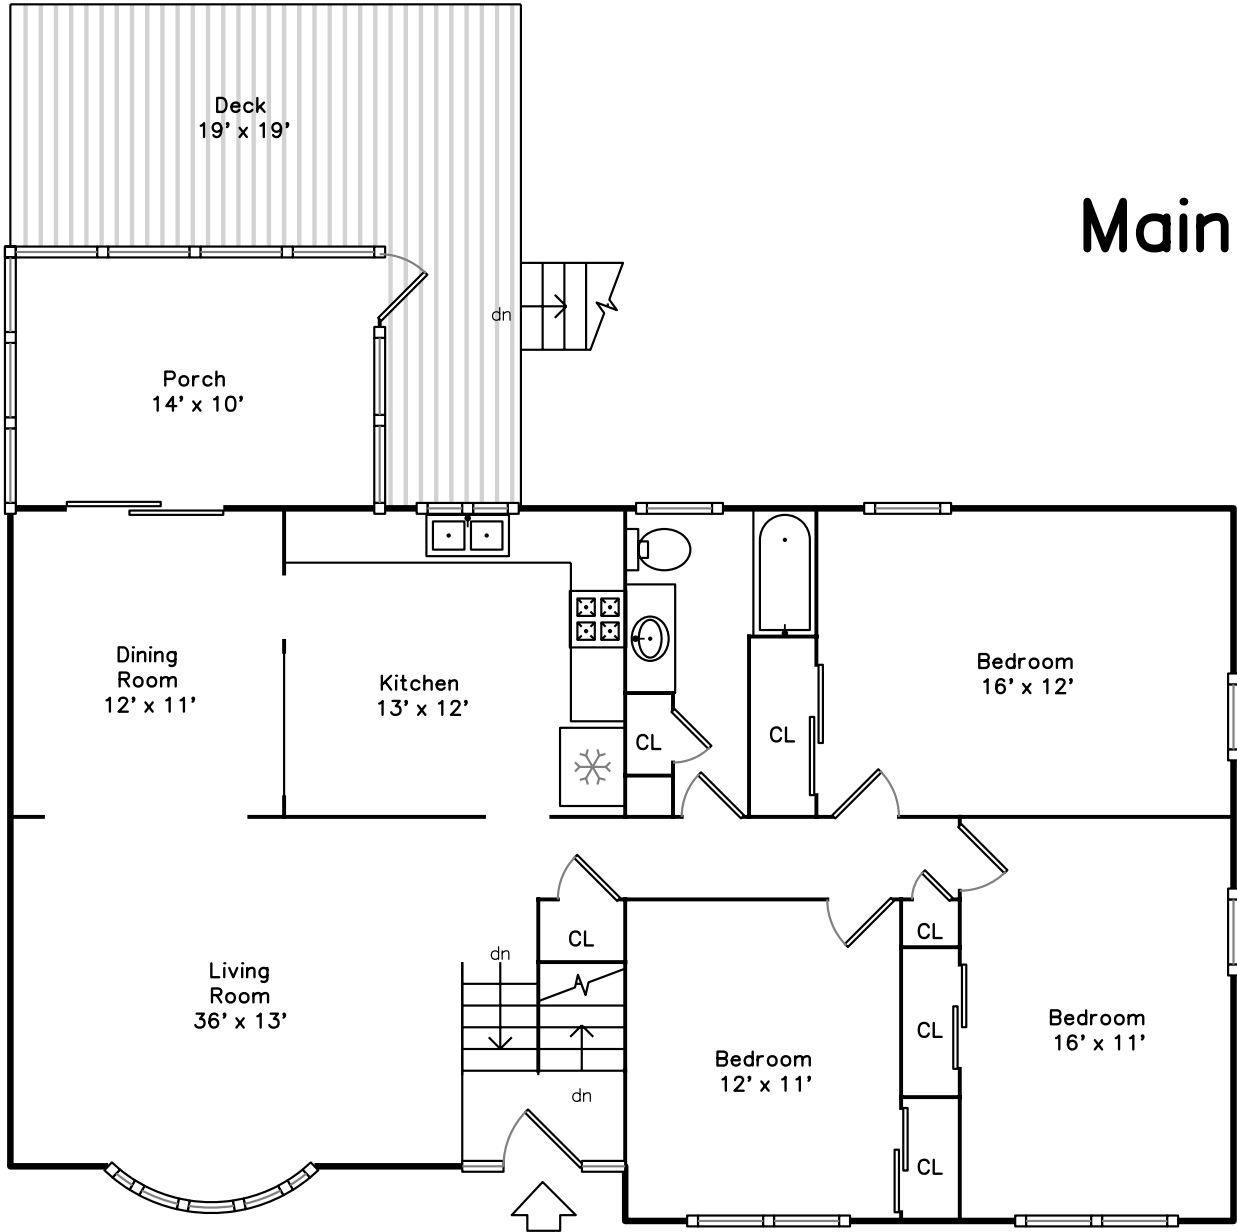 Deck
19' x 19'
Main
dn
Porch
14' x 10'
Dining
Room
12' x 11'
Kitchen
13' x 12'
Bedroom
16' x 12'
CL
CL
CL
CL
dn
Living
Room
36' x 13'
CL
Bedroom
16' x 11'
Bedroom
12' x 11'
dn
CL